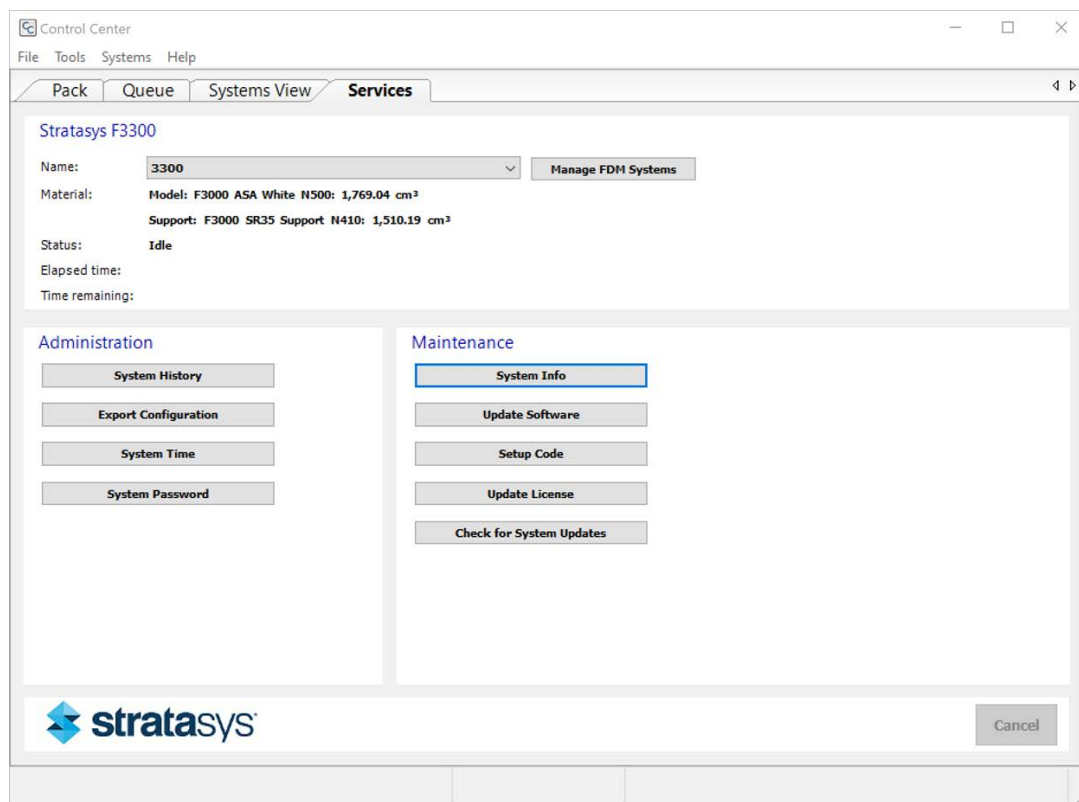 Control Center
File Tools Systems Help
Pack Queue Systems View Services
Stratasys F3300
Name: 3300 Manage FDM Systems
Material: Model: F3000 ASA White N500: 1,769.04 cm³
Support: F3000 SR35 Support N410: 1,510.19 cm³
Status: Idle
Elapsed time:
Time remaining:
Administration
System History
Export Configuration
System Time
System Password
Maintenance
System Info
Update Software
Setup Code
Update License
Check for System Updates
stratasys
Cancel